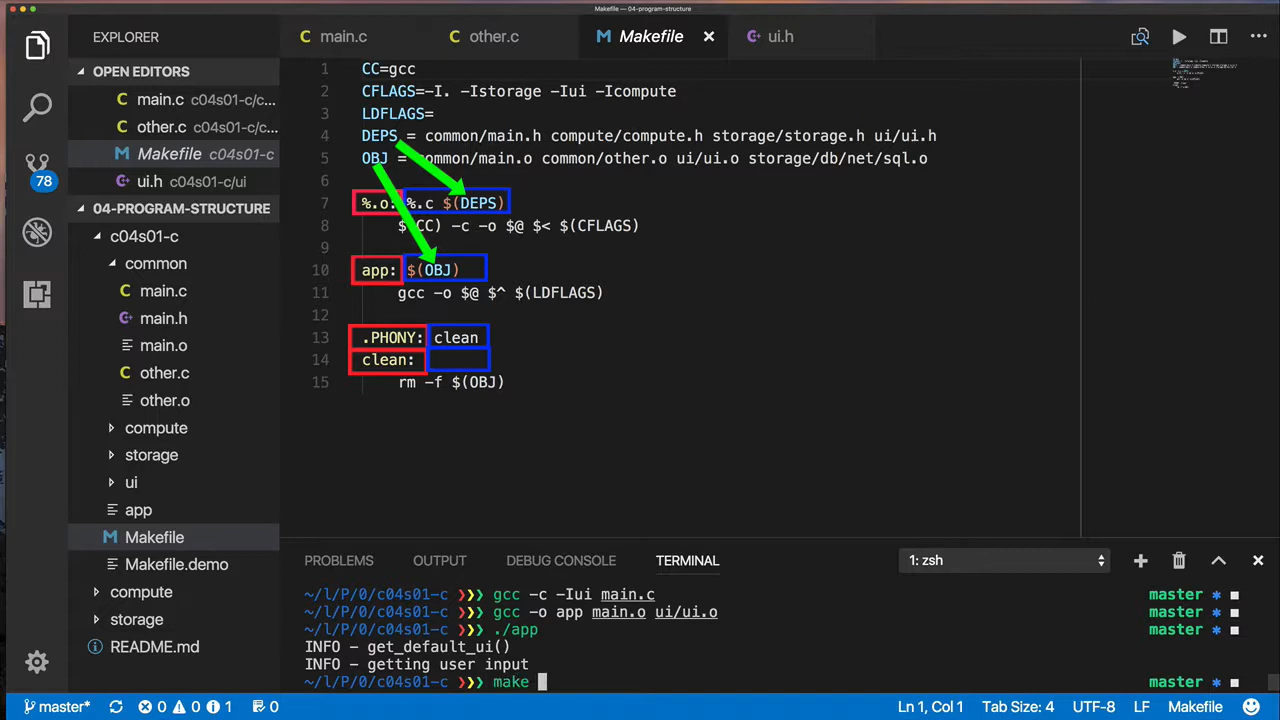 Makefile — 04-program-structure
EXPLORER
main.c
other.c
Makefile
ui.h
OPEN EDITORS
main.c c04s01-c/c...
other.c c04s01-c/c...
Makefile c04s01-c
ui.h c04s01-c/ui
78
04-PROGRAM-STRUCTURE
c04s01-c
common
main.c
main.h
main.o
other.c
other.o
compute
storage
ui
app
Makefile
Makefile.demo
compute
storage
README.md
1 CC=gcc
2 CFLAGS=-I. -Istorage -Iui -Icompute
3 LDFLAGS=
4 DEPS = common/main.h compute/compute.h storage/storage.h ui/ui.h
5 OBJ = common/main.o common/other.o ui/ui.o storage/db/net/sql.o
6
7 %.o: %.c $(DEPS)
8 $(CC) -c -o $@ $< $(CFLAGS)
9
10 app: $(OBJ)
11 gcc -o $@ $^ $(LDFLAGS)
12
13 .PHONY: clean
14 clean:
15 rm -f $(OBJ)
PROBLEMS OUTPUT DEBUG CONSOLE TERMINAL
1: zsh
~/l/P/0/c04s01-c ❯❯❯ gcc -c -Iui main.c master * ■
~/l/P/0/c04s01-c ❯❯❯ gcc -o app main.o ui/ui.o master * ■
~/l/P/0/c04s01-c ❯❯❯ ./app master * ■
INFO - get_default_ui()
INFO - getting user input
~/l/P/0/c04s01-c ❯❯❯ make master * ■
master* 0 0 1 0 Ln 1, Col 1 Tab Size: 4 UTF-8 LF Makefile